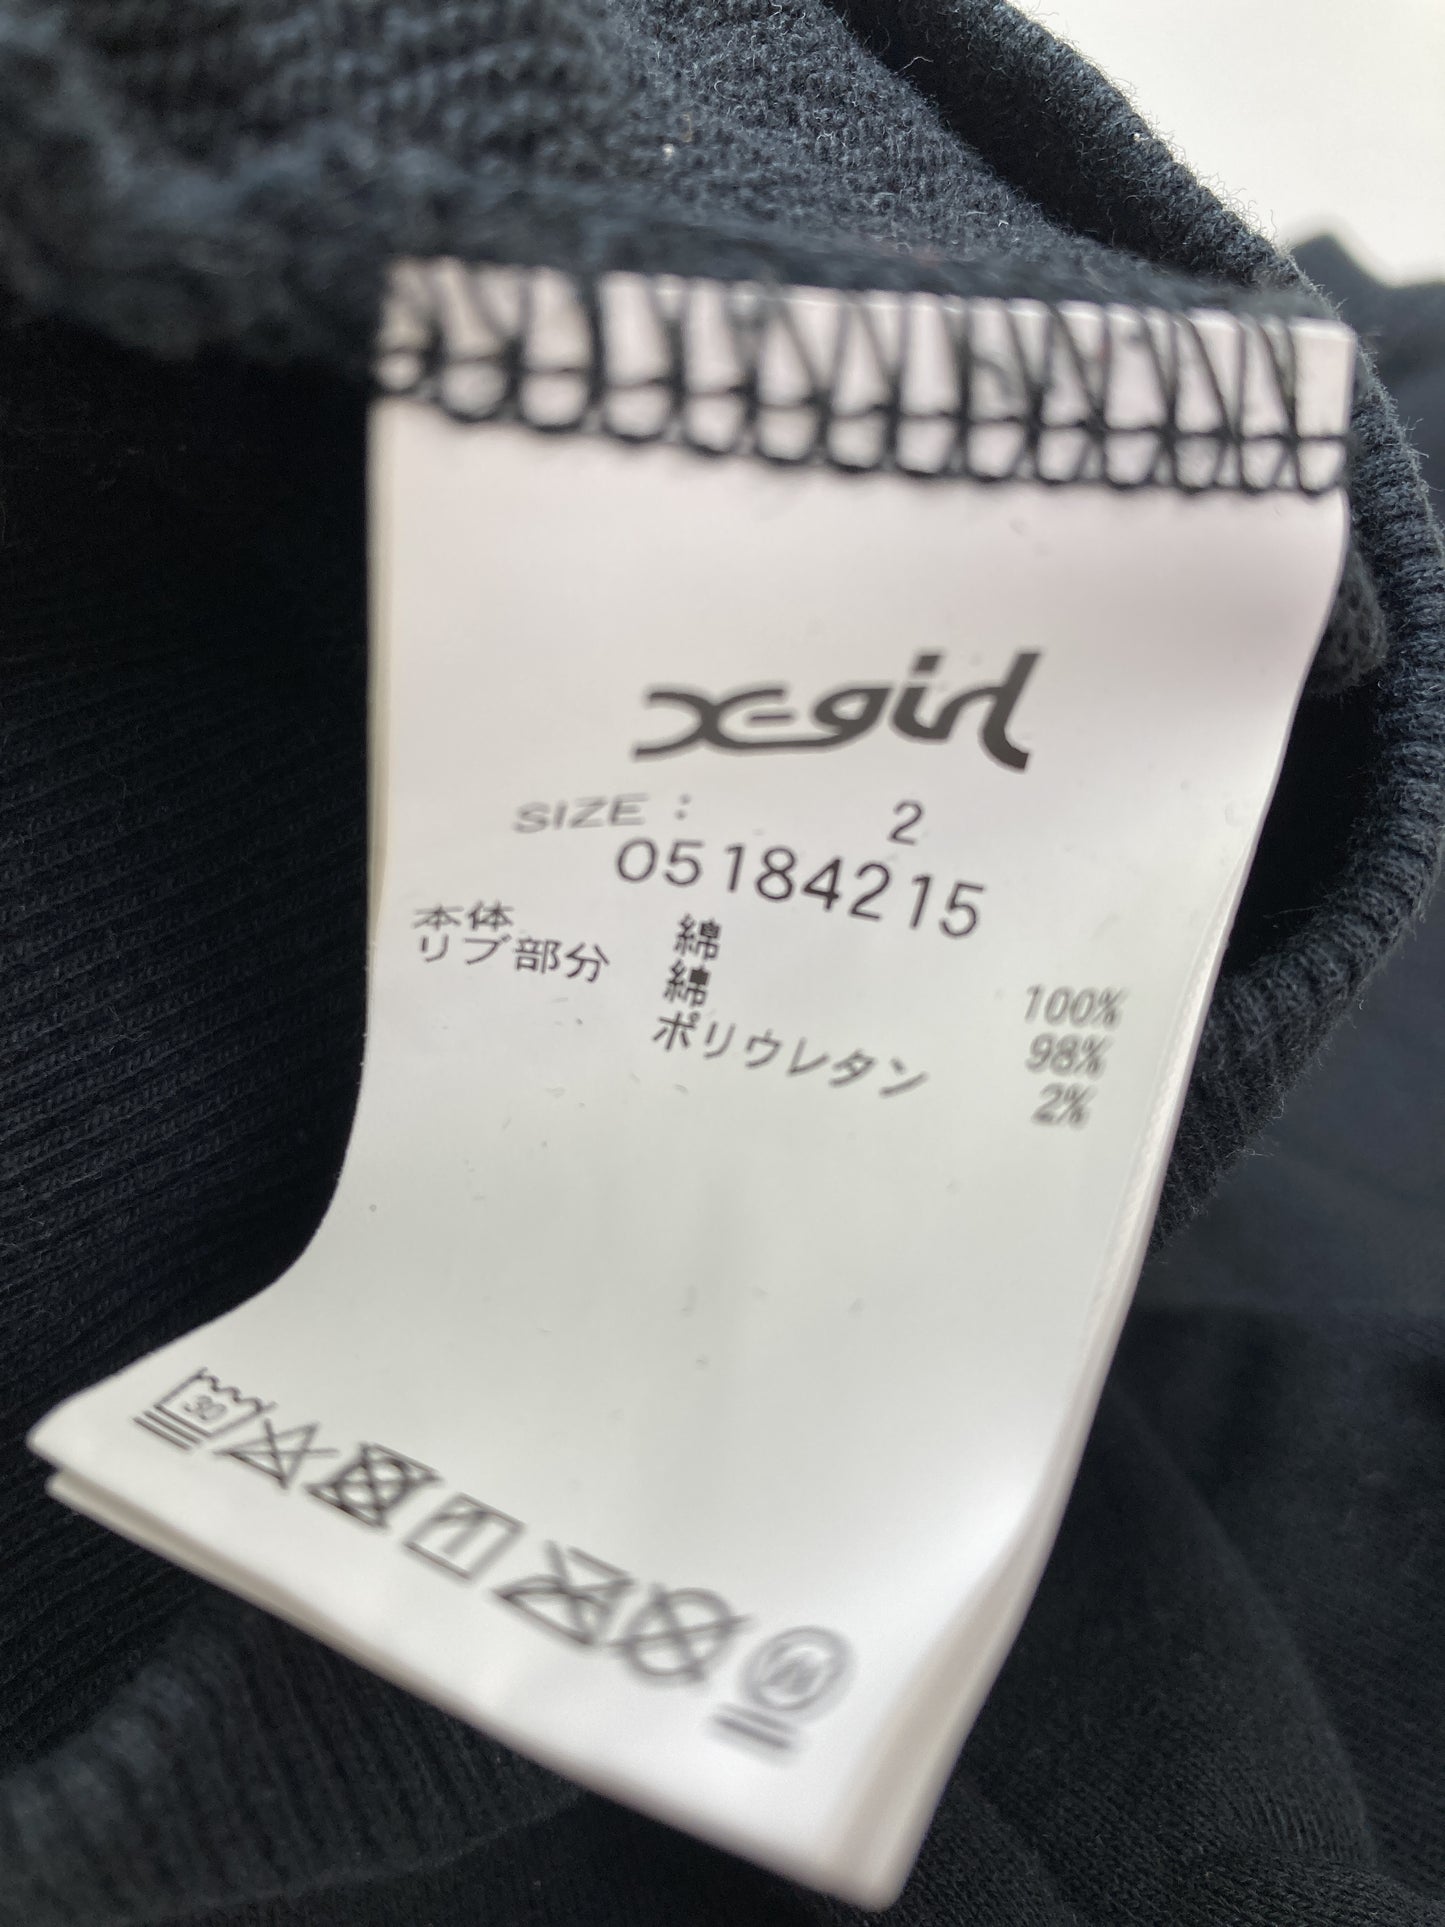 X-girl
SIZE : 2
05184215
本体 綿 100%
リブ部分 綿 98%
ポリウレタン 2%
30
W